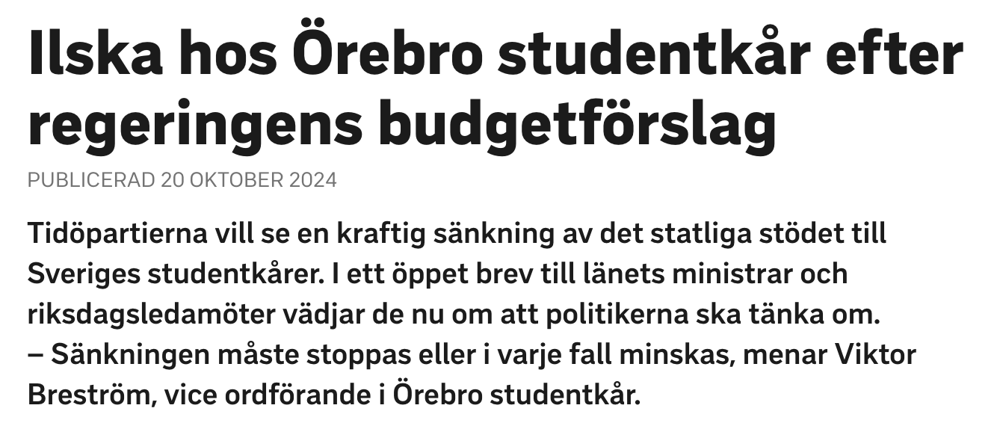 Ilska hos Örebro studentkår efter
regeringens budgetförslag
PUBLICERAD 20 OKTOBER 2024
Tidöpartierna vill se en kraftig sänkning av det statliga stödet till
Sveriges studentkårer. I ett öppet brev till länets ministrar och
riksdagsledamöter vädjar de nu om att politikerna ska tänka om.
– Sänkningen måste stoppas eller i varje fall minskas, menar Viktor
Breström, vice ordförande i Örebro studentkår.